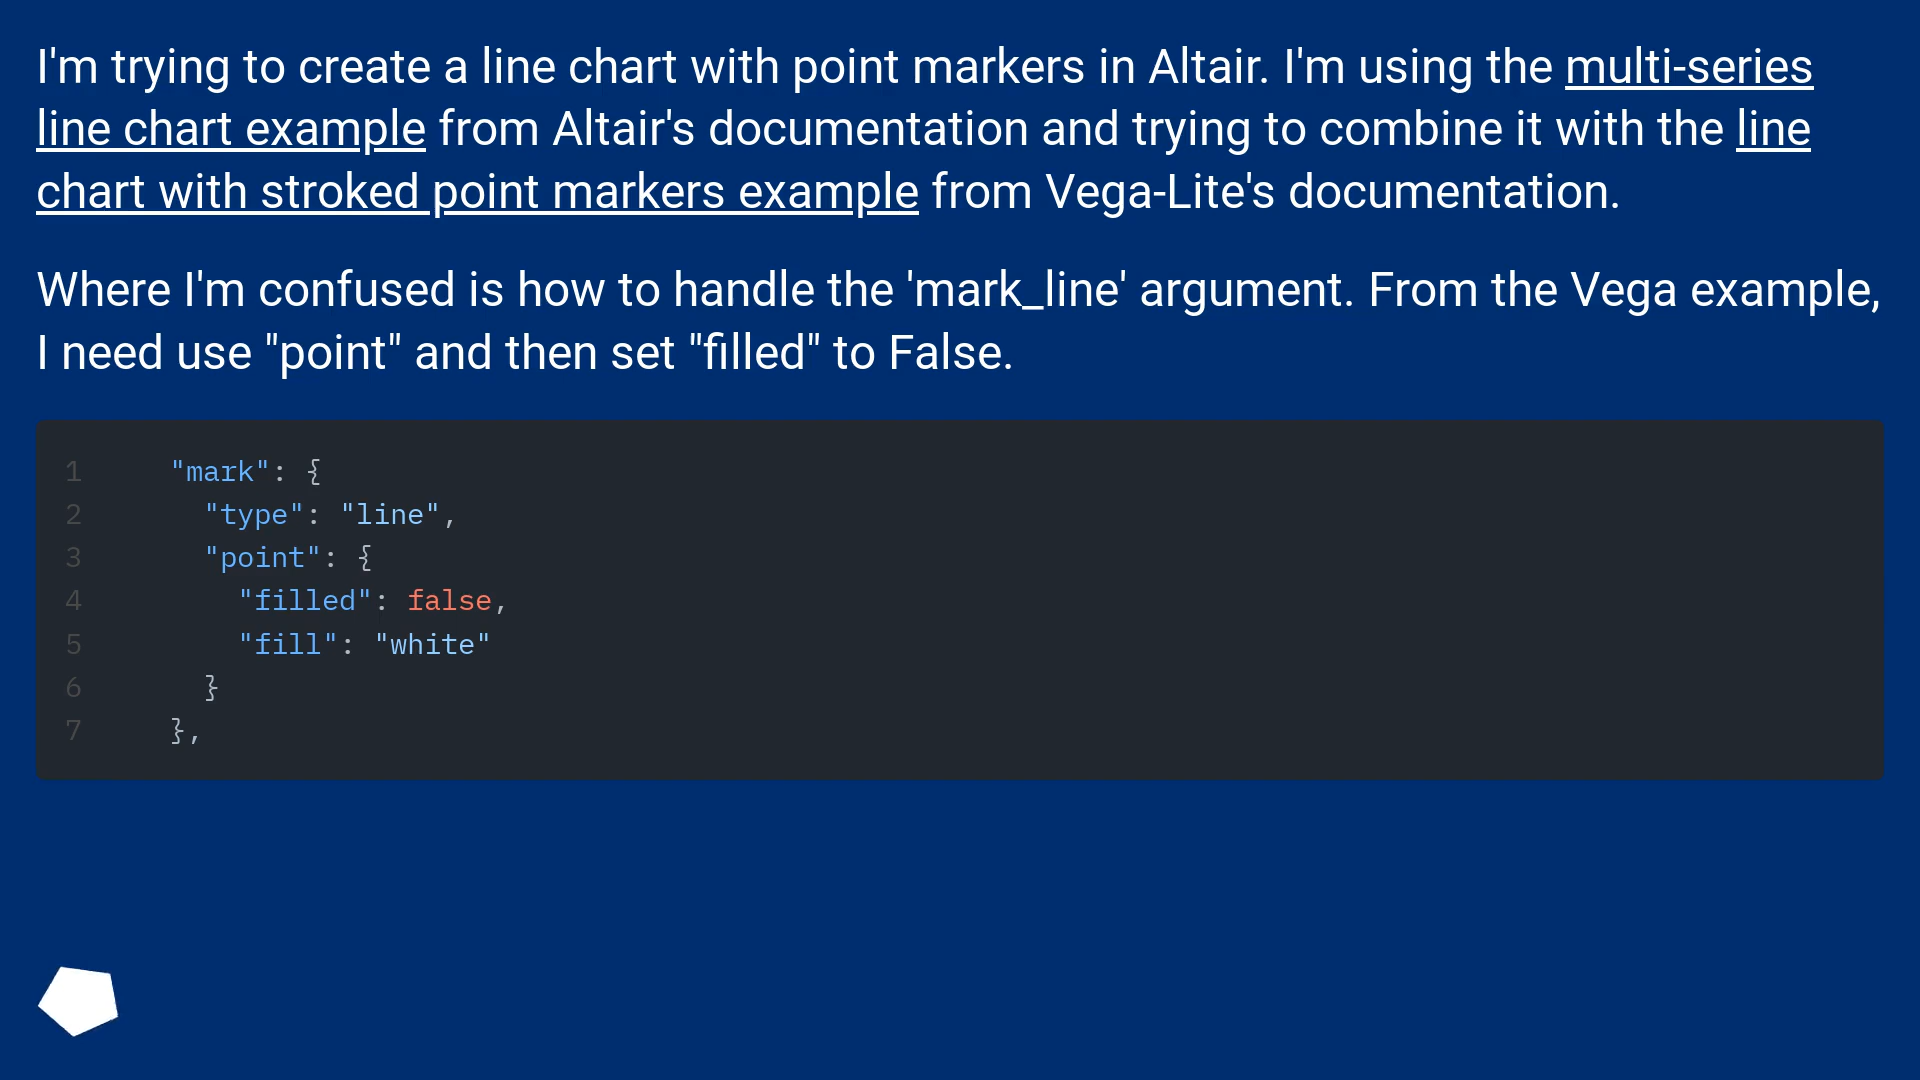 I'm trying to create a line chart with point markers in Altair. I'm using the multi-series
line chart example from Altair's documentation and trying to combine it with the line
chart with stroked point markers example from Vega-Lite's documentation.
Where I'm confused is how to handle the 'mark_line' argument. From the Vega example,
I need use "point" and then set "filled" to False.
1 "mark": {
2 "type": "line",
3 "point": {
4 "filled": false,
5 "fill": "white"
6 }
7 },